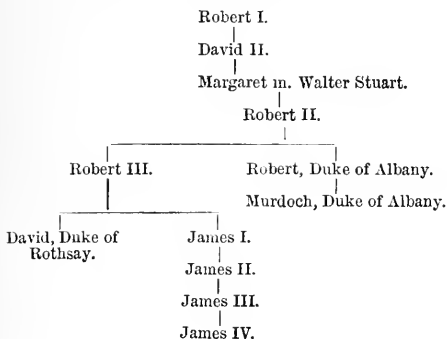 Robert I.
David II.
Margaret m. Walter Stuart.
Robert II.
Robert III. Robert, Duke of Albany.
Murdoch, Duke of Albany.
David, Duke of Rothsay. James I.
James II.
James III.
James IV.